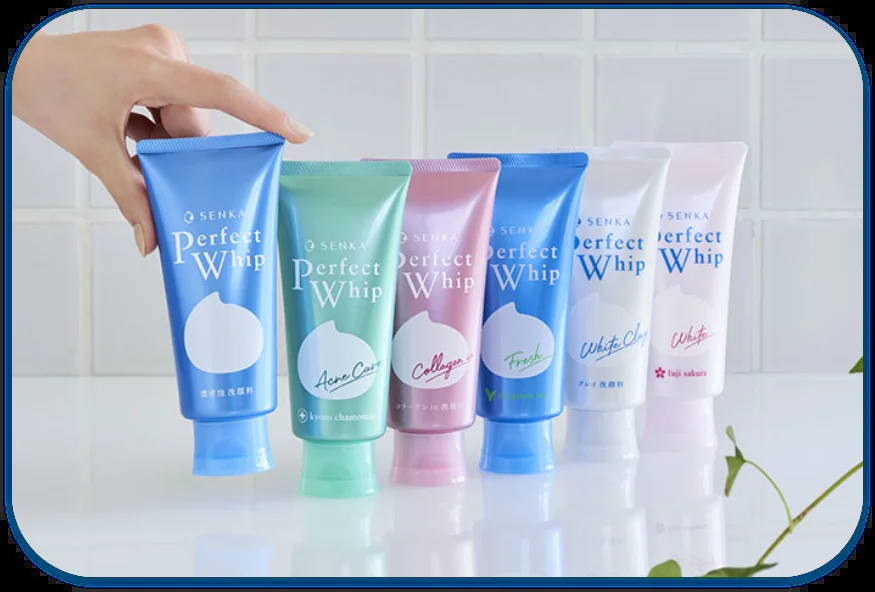 SENKA
Perfect
Whip
濃密泡 洗顔料
SENKA
Perfect
Whip
Acne Care
kyoto chamomile
SENKA
Perfect
Whip
Collagen in
コラーゲン in 洗顔料
SENKA
Perfect
Whip
Fresh
SENKA
Perfect
Whip
White Clay
クレイ 洗顔料
SENKA
Perfect
Whip
White
fuji sakura